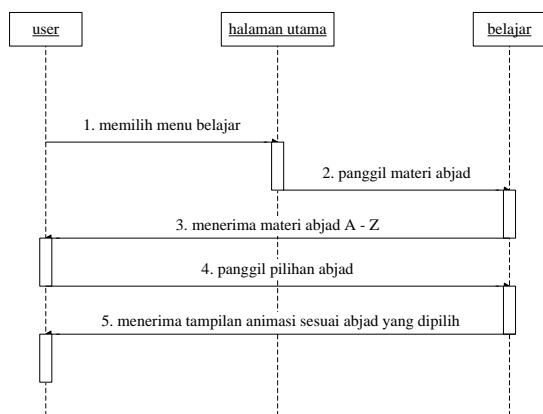 user
halaman utama
belajar
1. memilih menu belajar
2. panggil materi abjad
3. menerima materi abjad A - Z
4. panggil pilihan abjad
5. menerima tampilan animasi sesuai abjad yang dipilih